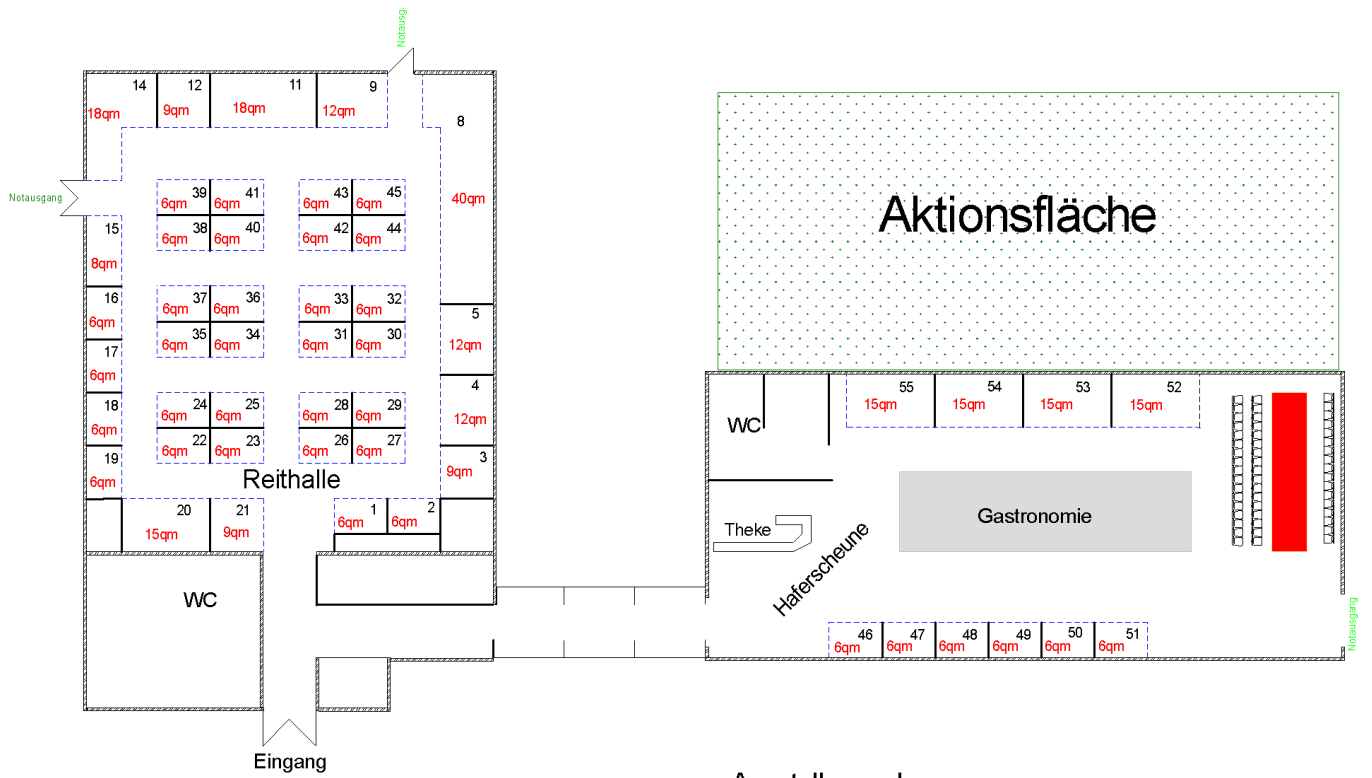 Notausg
14 12 11 9
18qm 9qm 18qm 12qm
8
40qm
Notausgang
39 41 43 45
6qm 6qm 6qm 6qm
38 40 42 44
6qm 6qm 6qm 6qm
15
8qm
16
6qm
17
6qm
18
6qm
19
6qm
37 36 33 32
6qm 6qm 6qm 6qm
35 34 31 30
6qm 6qm 6qm 6qm
24 25 28 29
6qm 6qm 6qm 6qm
22 23 26 27
6qm 6qm 6qm 6qm
5
12qm
4
12qm
3
9qm
Reithalle
20 21 1 2
15qm 9qm 6qm 6qm
WC
Eingang
Aktionsfläche
55 54 53 52
15qm 15qm 15qm 15qm
WC
Theke
Haferscheune
Gastronomie
46 47 48 49 50 51
6qm 6qm 6qm 6qm 6qm 6qm
Notausgang